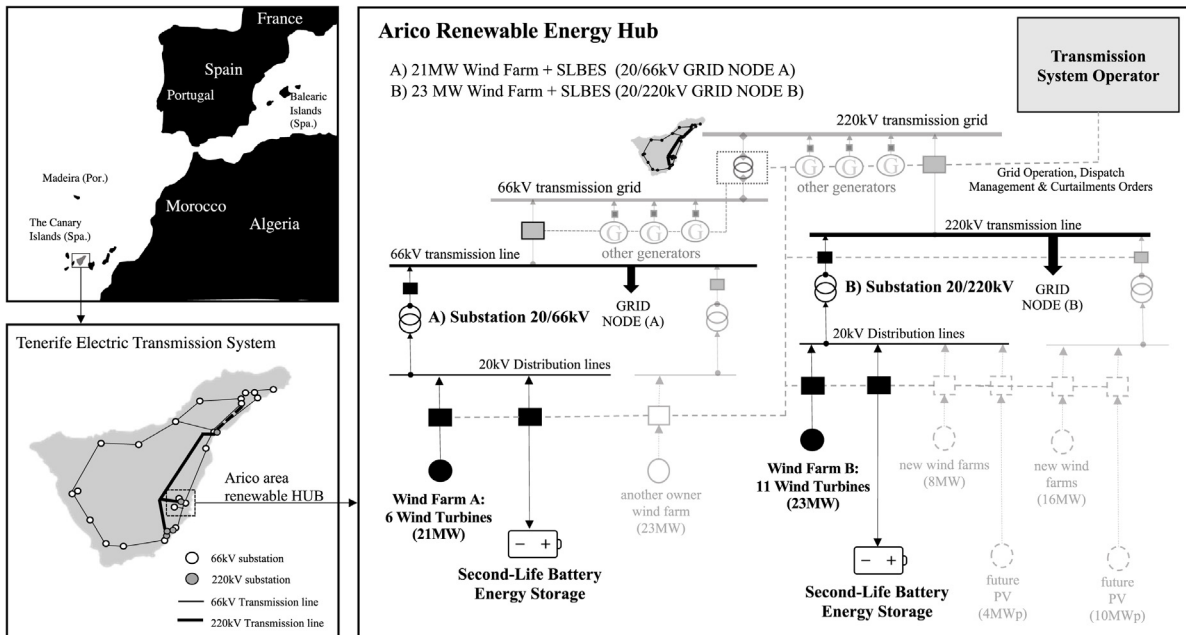 France
Spain
Portugal
Balearic
Islands
(Spa.)
Madeira (Por.)
Morocco
Algeria
The Canary
Islands (Spa.)
Tenerife Electric Transmission System
Arico area
renewable HUB
66kV substation
220kV substation
66kV Transmission line
220kV Transmission line
Arico Renewable Energy Hub
A) 21MW Wind Farm + SLBES (20/66kV GRID NODE A)
B) 23 MW Wind Farm + SLBES (20/220kV GRID NODE B)
Transmission
System Operator
220kV transmission grid
G G G
other generators
Grid Operation, Dispatch
Management & Curtailments Orders
66kV transmission grid
G G G
other generators
66kV transmission line
220kV transmission line
A) Substation 20/66kV
GRID
NODE (A)
B) Substation 20/220kV
GRID
NODE (B)
20kV Distribution lines
20kV Distribution lines
Wind Farm A:
6 Wind Turbines
(21MW)
another owner
wind farm
(23MW)
Wind Farm B:
11 Wind Turbines
(23MW)
new wind farms
(8MW)
new wind
farms
(16MW)
− +
Second-Life Battery
Energy Storage
− +
Second-Life Battery
Energy Storage
future
PV
(4MWp)
future
PV
(10MWp)